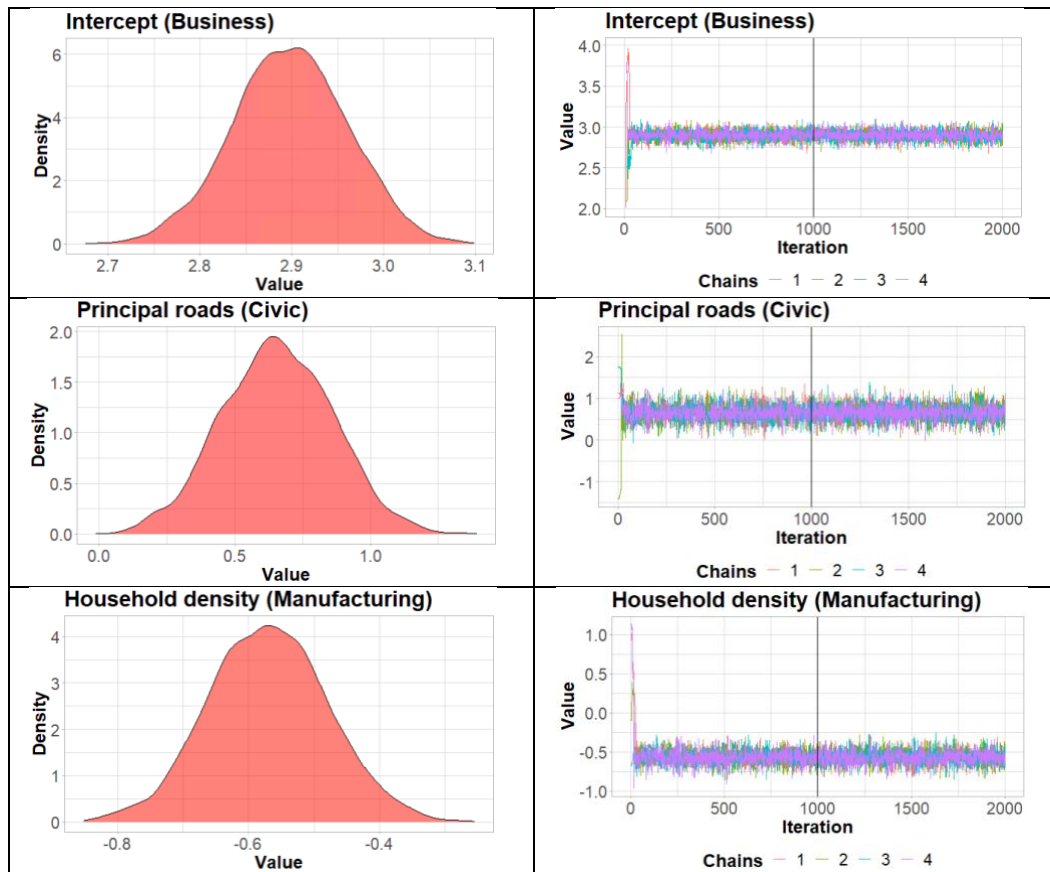 Intercept (Business)
6
4
2
0
Density
2.7 2.8 2.9 3.0 3.1
Value
Intercept (Business)
4.0
3.5
3.0
2.5
2.0
Value
0 500 1000 1500 2000
Iteration
Chains 1 2 3 4
Principal roads (Civic)
2.0
1.5
1.0
0.5
0.0
Density
0.0 0.5 1.0
Value
Principal roads (Civic)
2
1
0
-1
Value
0 500 1000 1500 2000
Iteration
Chains 1 2 3 4
Household density (Manufacturing)
4
3
2
1
0
Density
-0.8 -0.6 -0.4
Value
Household density (Manufacturing)
1.0
0.5
0.0
-0.5
-1.0
Value
0 500 1000 1500 2000
Iteration
Chains 1 2 3 4